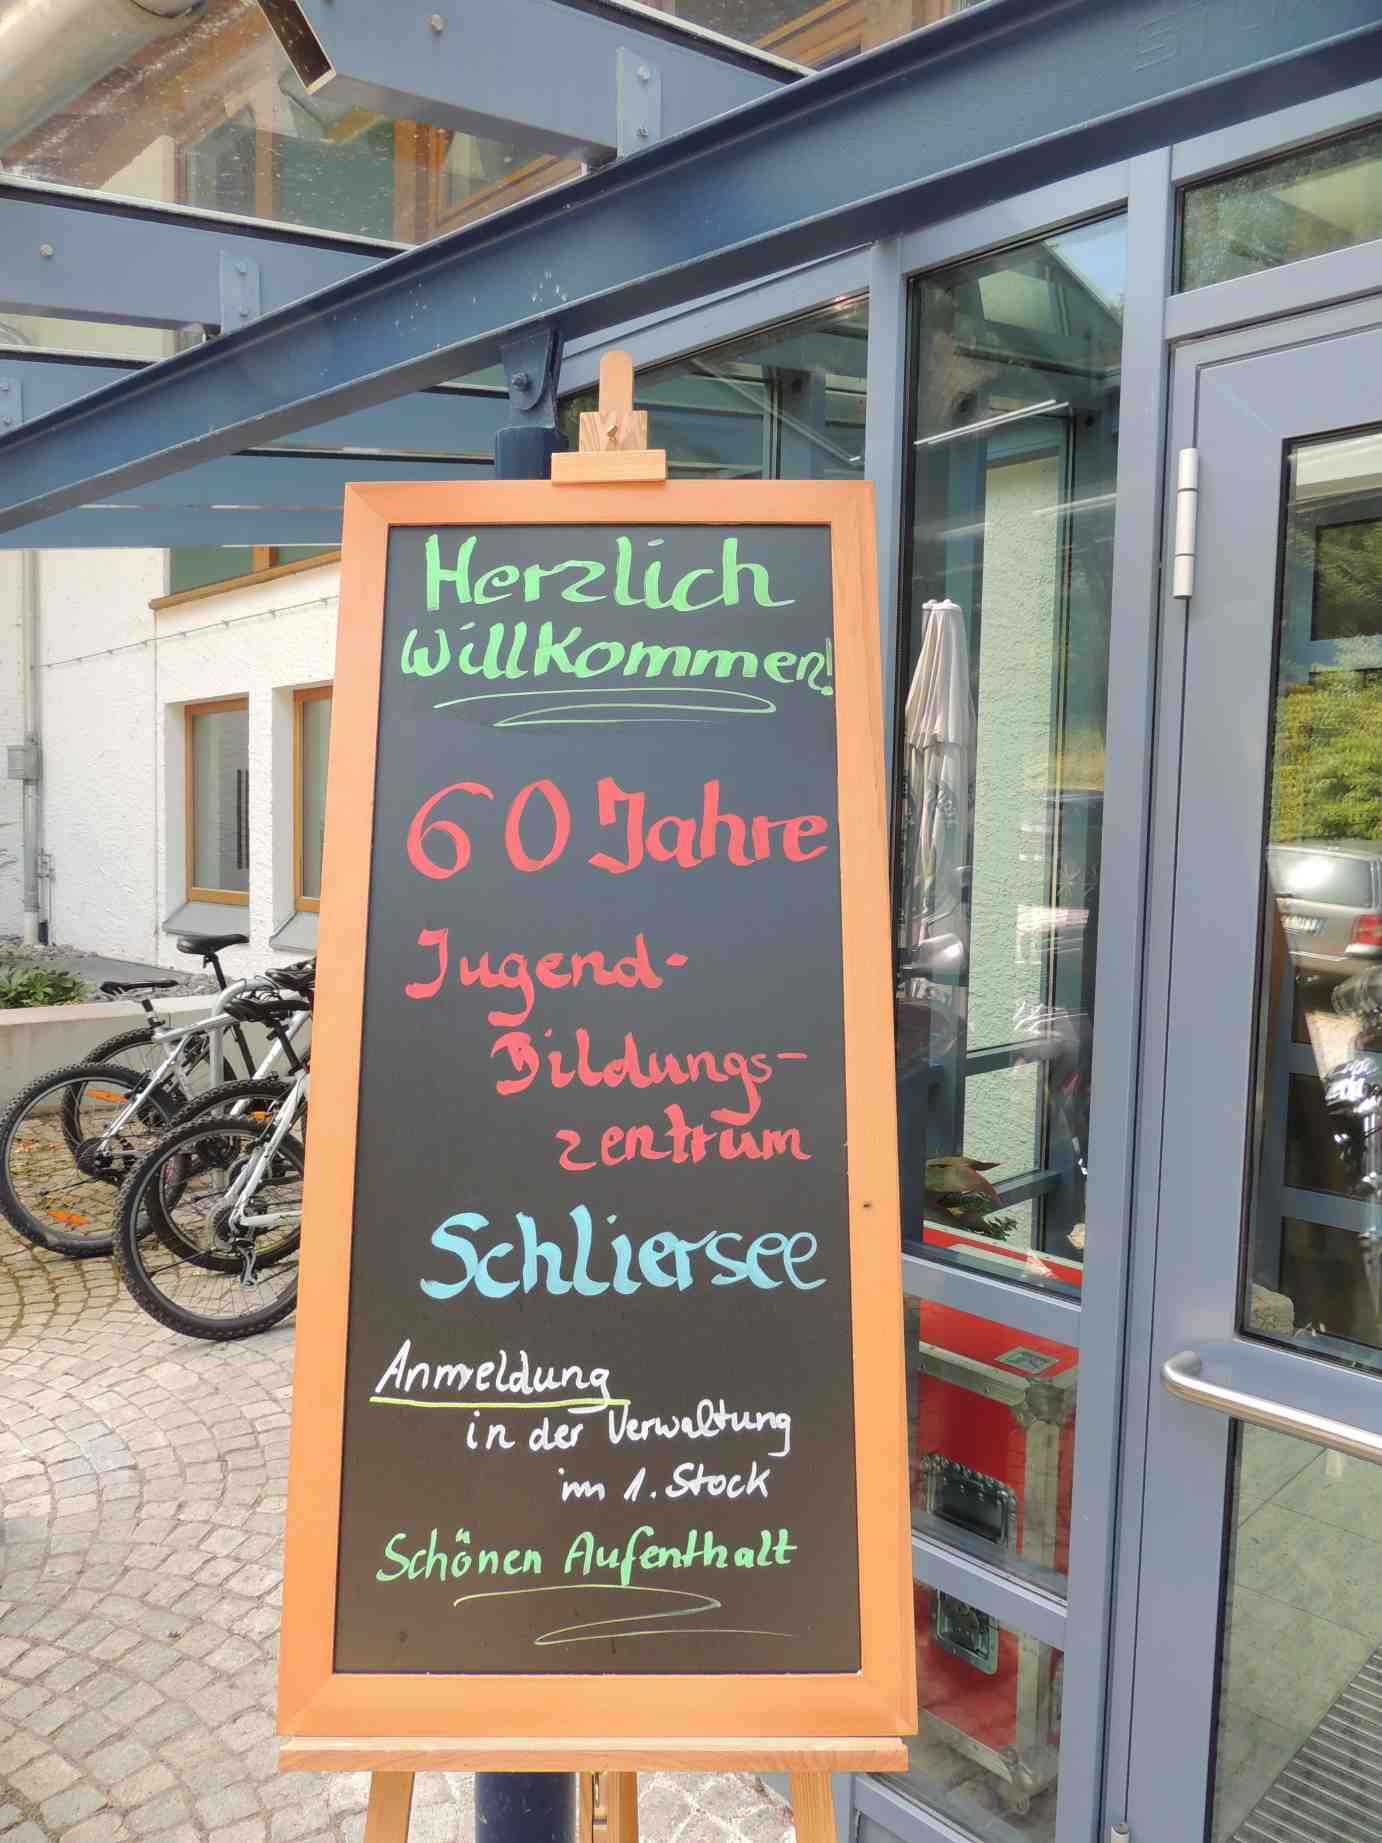 Herzlich
Willkommen!
60 Jahre
Jugend-
Bildungs-
zentrum
Schliersee
Anmeldung
in der Verwaltung
im 1. Stock
Schönen Aufenthalt